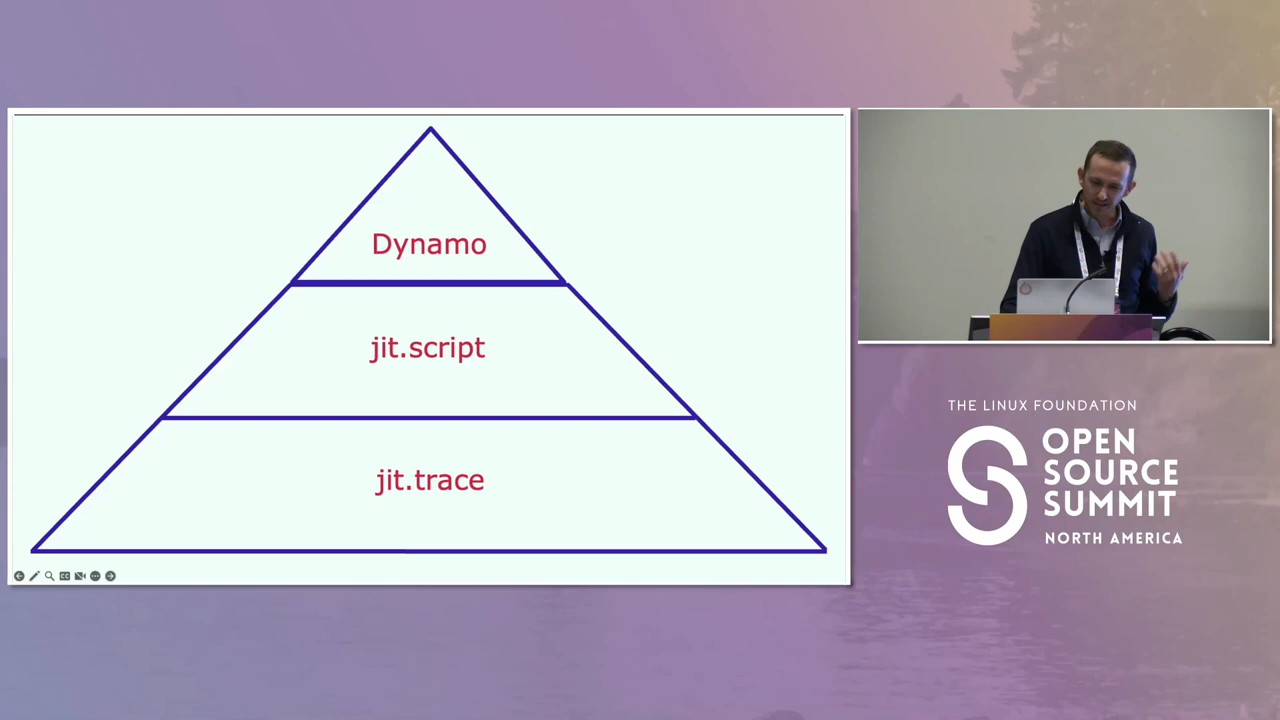 Dynamo
jit.script
jit.trace
THE LINUX FOUNDATION
OPEN
SOURCE
SUMMIT
NORTH AMERICA